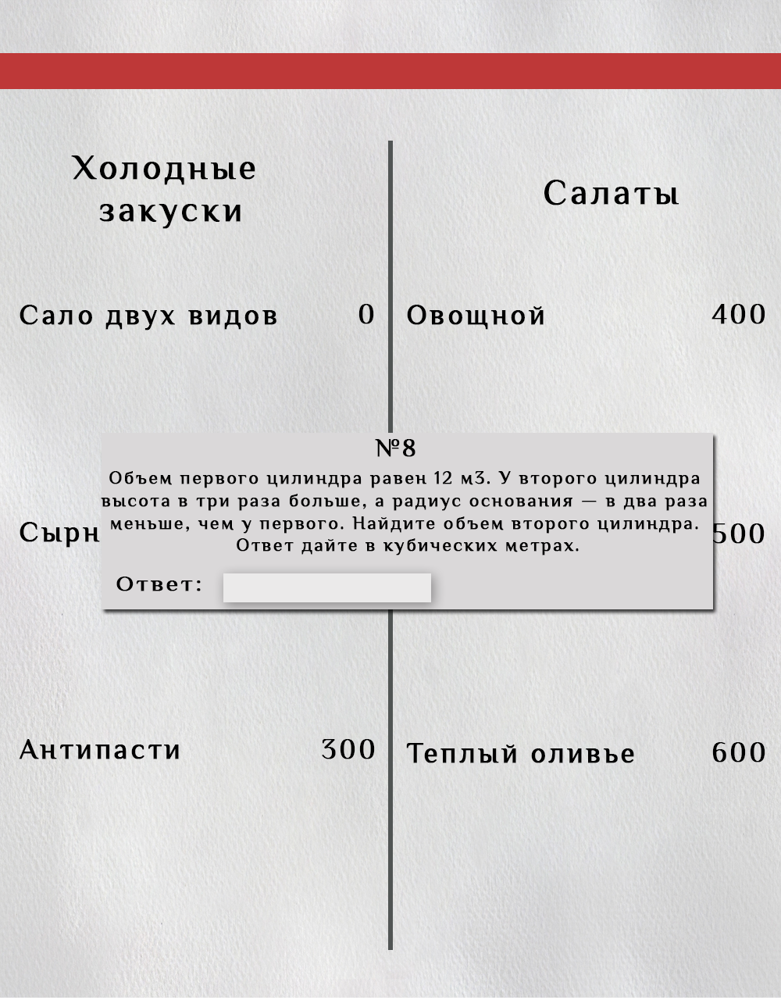 Холодные
закуски
Сало двух видов 0
Антипасти 300
Салаты
Овощной 400
500
Теплый оливье 600
№8
Объем первого цилиндра равен 12 м3. У второго цилиндра
высота в три раза больше, а радиус основания — в два раза
меньше, чем у первого. Найдите объем второго цилиндра.
Ответ дайте в кубических метрах.
Ответ: